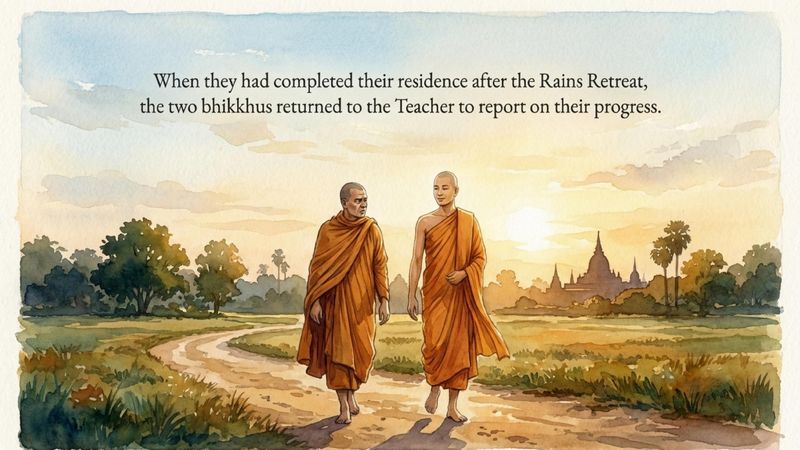 When they had completed their residence after the Rains Retreat,
the two bhikkhus returned to the Teacher to report on their progress.